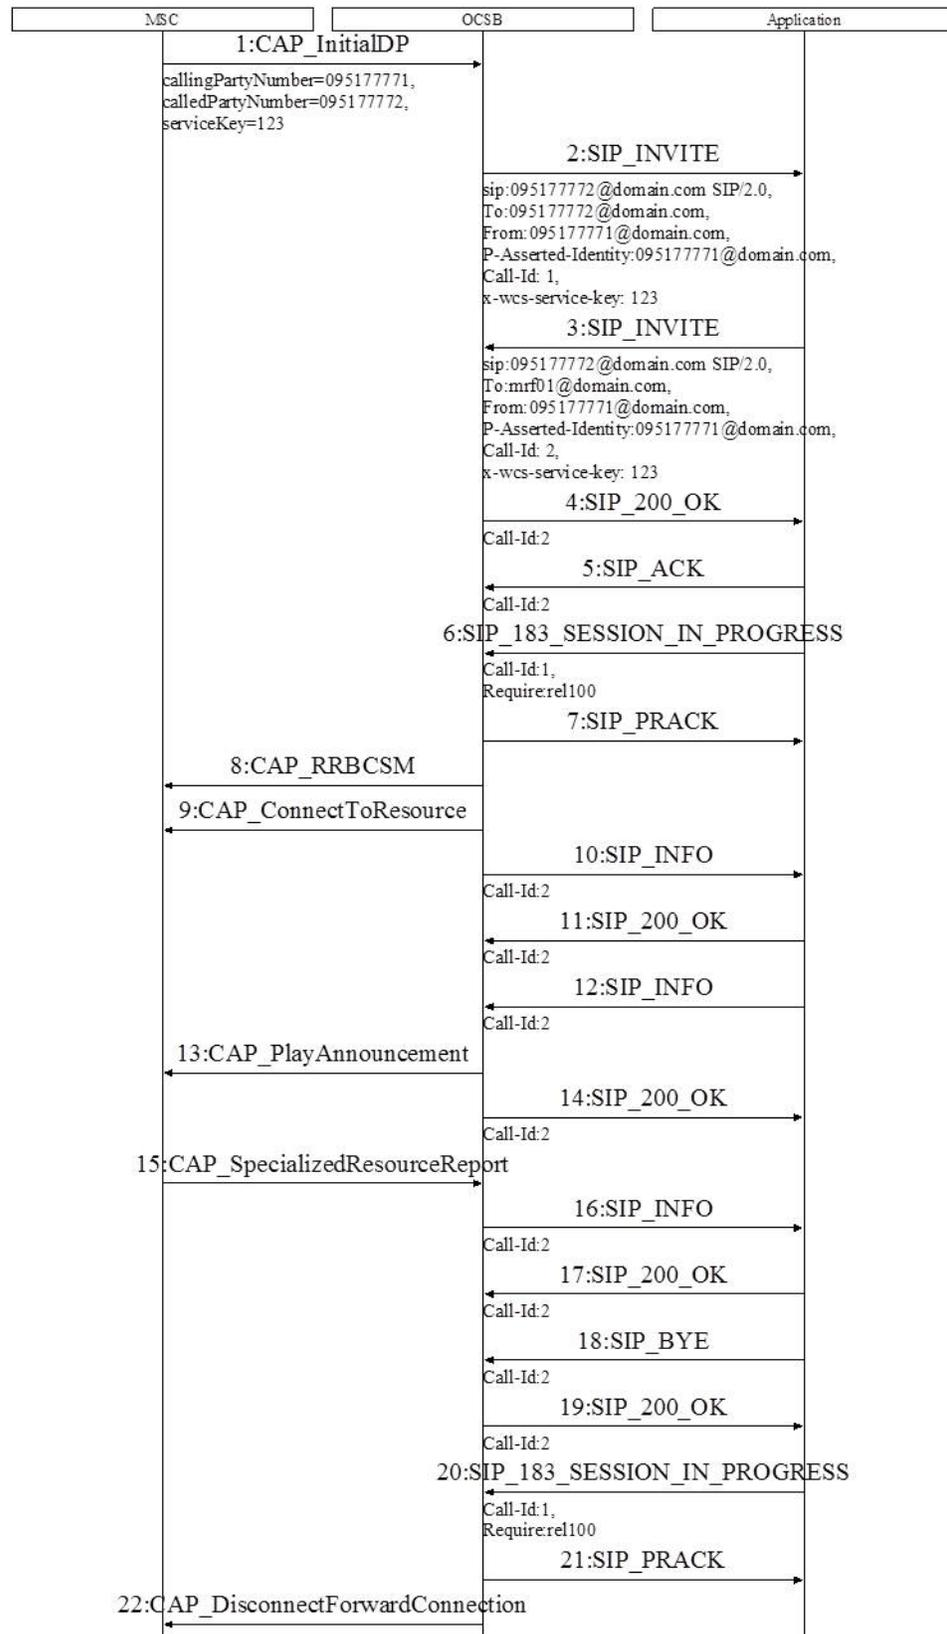 MSC
OCSB
Application
1:CAP_InitialDP
callingPartyNumber=095177771,
calledPartyNumber=095177772,
serviceKey=123
2:SIP_INVITE
sip:095177772@domain.com SIP/2.0,
To:095177772@domain.com,
From:095177771@domain.com,
P-Asserted-Identity:095177771@domain.com,
Call-Id: 1,
x-wcs-service-key: 123
3:SIP_INVITE
sip:095177772@domain.com SIP/2.0,
To:mrf01@domain.com,
From:095177771@domain.com,
P-Asserted-Identity:095177771@domain.com,
Call-Id: 2,
x-wcs-service-key: 123
4:SIP_200_OK
Call-Id:2
5:SIP_ACK
Call-Id:2
6:SIP_183_SESSION_IN_PROGRESS
Call-Id:1,
Require:rel100
7:SIP_PRACK
8:CAP_RRBCSM
9:CAP_ConnectToResource
10:SIP_INFO
Call-Id:2
11:SIP_200_OK
Call-Id:2
12:SIP_INFO
Call-Id:2
13:CAP_PlayAnnouncement
14:SIP_200_OK
Call-Id:2
15:CAP_SpecializedResourceReport
16:SIP_INFO
Call-Id:2
17:SIP_200_OK
Call-Id:2
18:SIP_BYE
Call-Id:2
19:SIP_200_OK
Call-Id:2
20:SIP_183_SESSION_IN_PROGRESS
Call-Id:1,
Require:rel100
21:SIP_PRACK
22:CAP_DisconnectForwardConnection